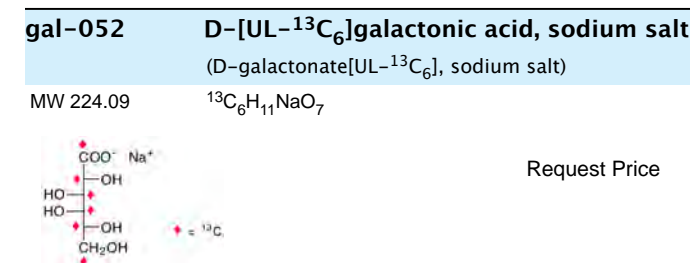 gal-052 D-[UL-¹³C₆]galactonic acid, sodium salt
(D-galactonate[UL-¹³C₆], sodium salt)
MW 224.09 ¹³C₆H₁₁NaO₇
Request Price
COO⁻ Na⁺
OH
HO
HO
OH
♦ = ¹³C
CH₂OH